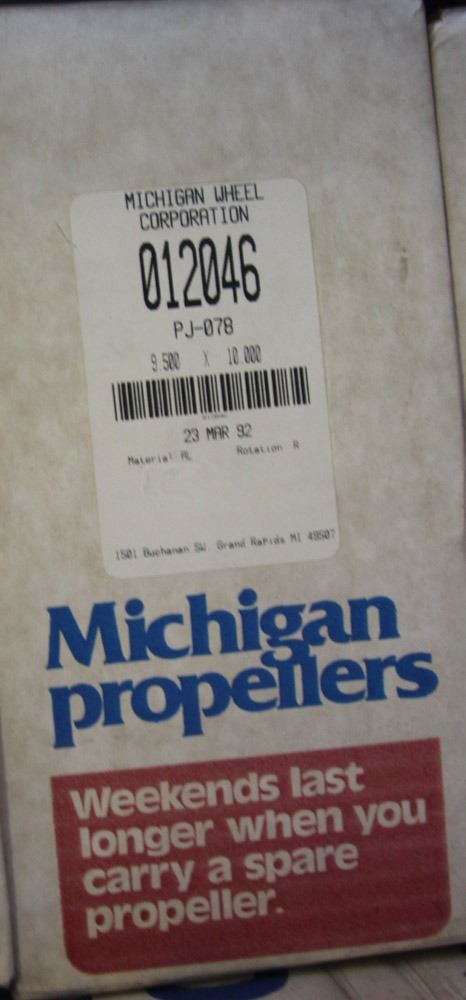 MICHIGAN WHEEL
CORPORATION
012046
PJ-078
9.500 X 10.000
23 MAR 92
Material AL Rotation R
1501 Buchanan SW. Grand Rapids MI 49507
Michigan
propellers
Weekends last
longer when you
carry a spare
propeller.